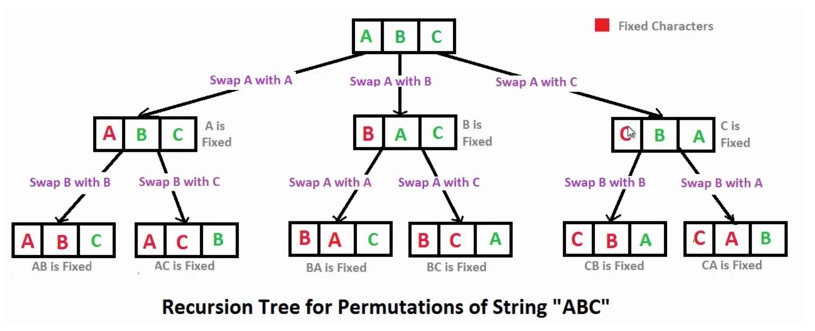 A B C
Fixed Characters
Swap A with A
Swap A with B
Swap A with C
A B C
A is
Fixed
B A C
B is
Fixed
C B A
C is
Fixed
Swap B with B
Swap B with C
Swap A with A
Swap A with C
Swap B with B
Swap B with A
A B C
A C B
B A C
B C A
C B A
C A B
AB is Fixed
AC is Fixed
BA is Fixed
BC is Fixed
CB is Fixed
CA is Fixed
Recursion Tree for Permutations of String "ABC"